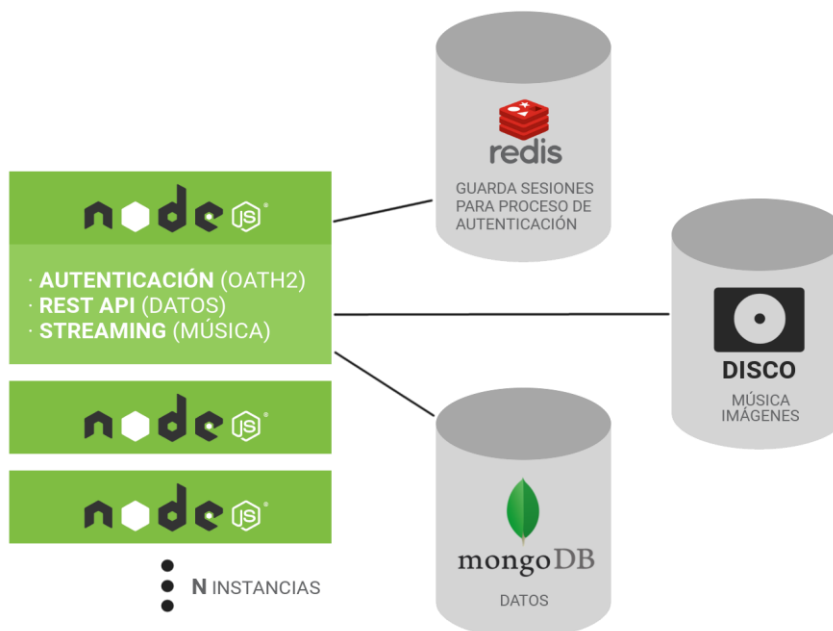 node JS®
· AUTENTICACIÓN (OATH2)
· REST API (DATOS)
· STREAMING (MÚSICA)
node JS®
node JS®
N INSTANCIAS
redis
GUARDA SESIONES
PARA PROCESO DE
AUTENTICACIÓN
DISCO
MÚSICA
IMÁGENES
mongoDB
DATOS